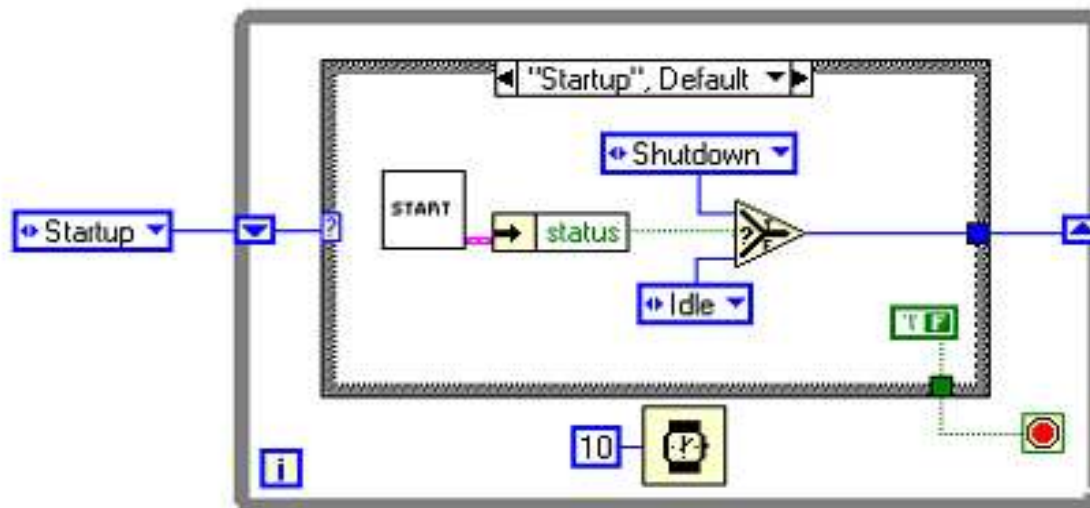 "Startup", Default
Shutdown
START
Startup
?
status
?
T
F
Idle
T F
10
i